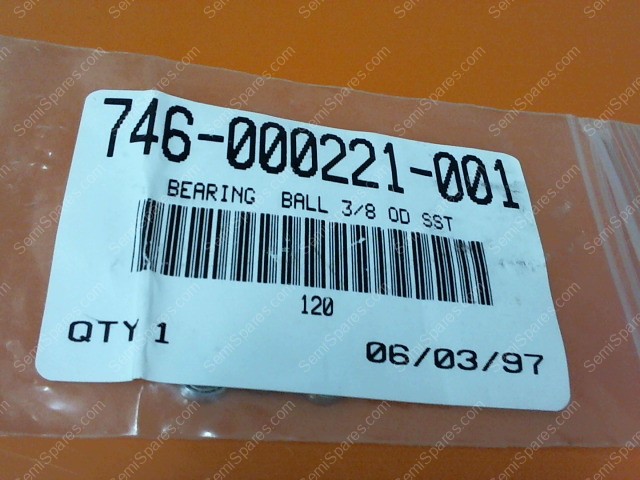 746-000221-001
BEARING BALL 3/8 OD SST
120
QTY 1
06/03/97
SemiSpares.com